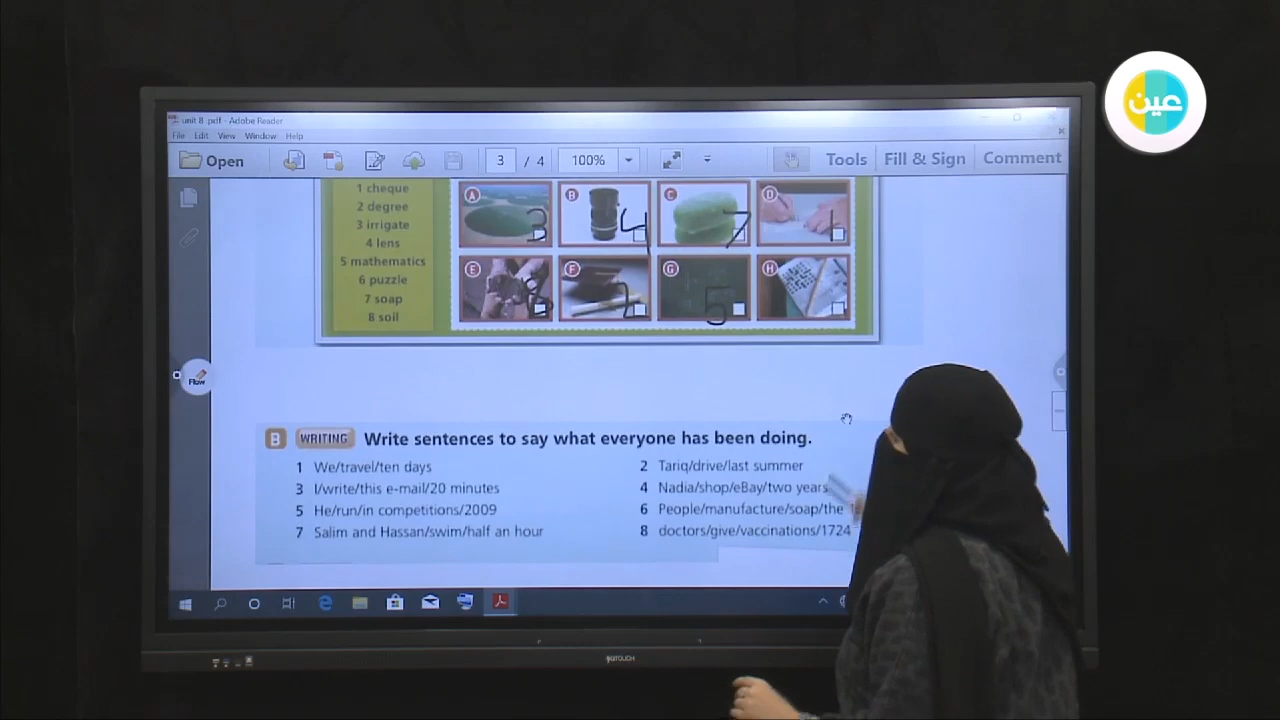 عين
unit 8 .pdf - Adobe Reader
File Edit View Window Help
Open 3 / 4 100% Tools Fill & Sign Comment
1 cheque
2 degree
3 irrigate
4 lens
5 mathematics
6 puzzle
7 soap
8 soil
A B C D
3 4 7 1
E F G H
8 2 5
Flow
B WRITING Write sentences to say what everyone has been doing.
1 We/travel/ten days
2 Tariq/drive/last summer
3 I/write/this e-mail/20 minutes
4 Nadia/shop/eBay/two years
5 He/run/in competitions/2009
6 People/manufacture/soap/the
7 Salim and Hassan/swim/half an hour
8 doctors/give/vaccinations/1724